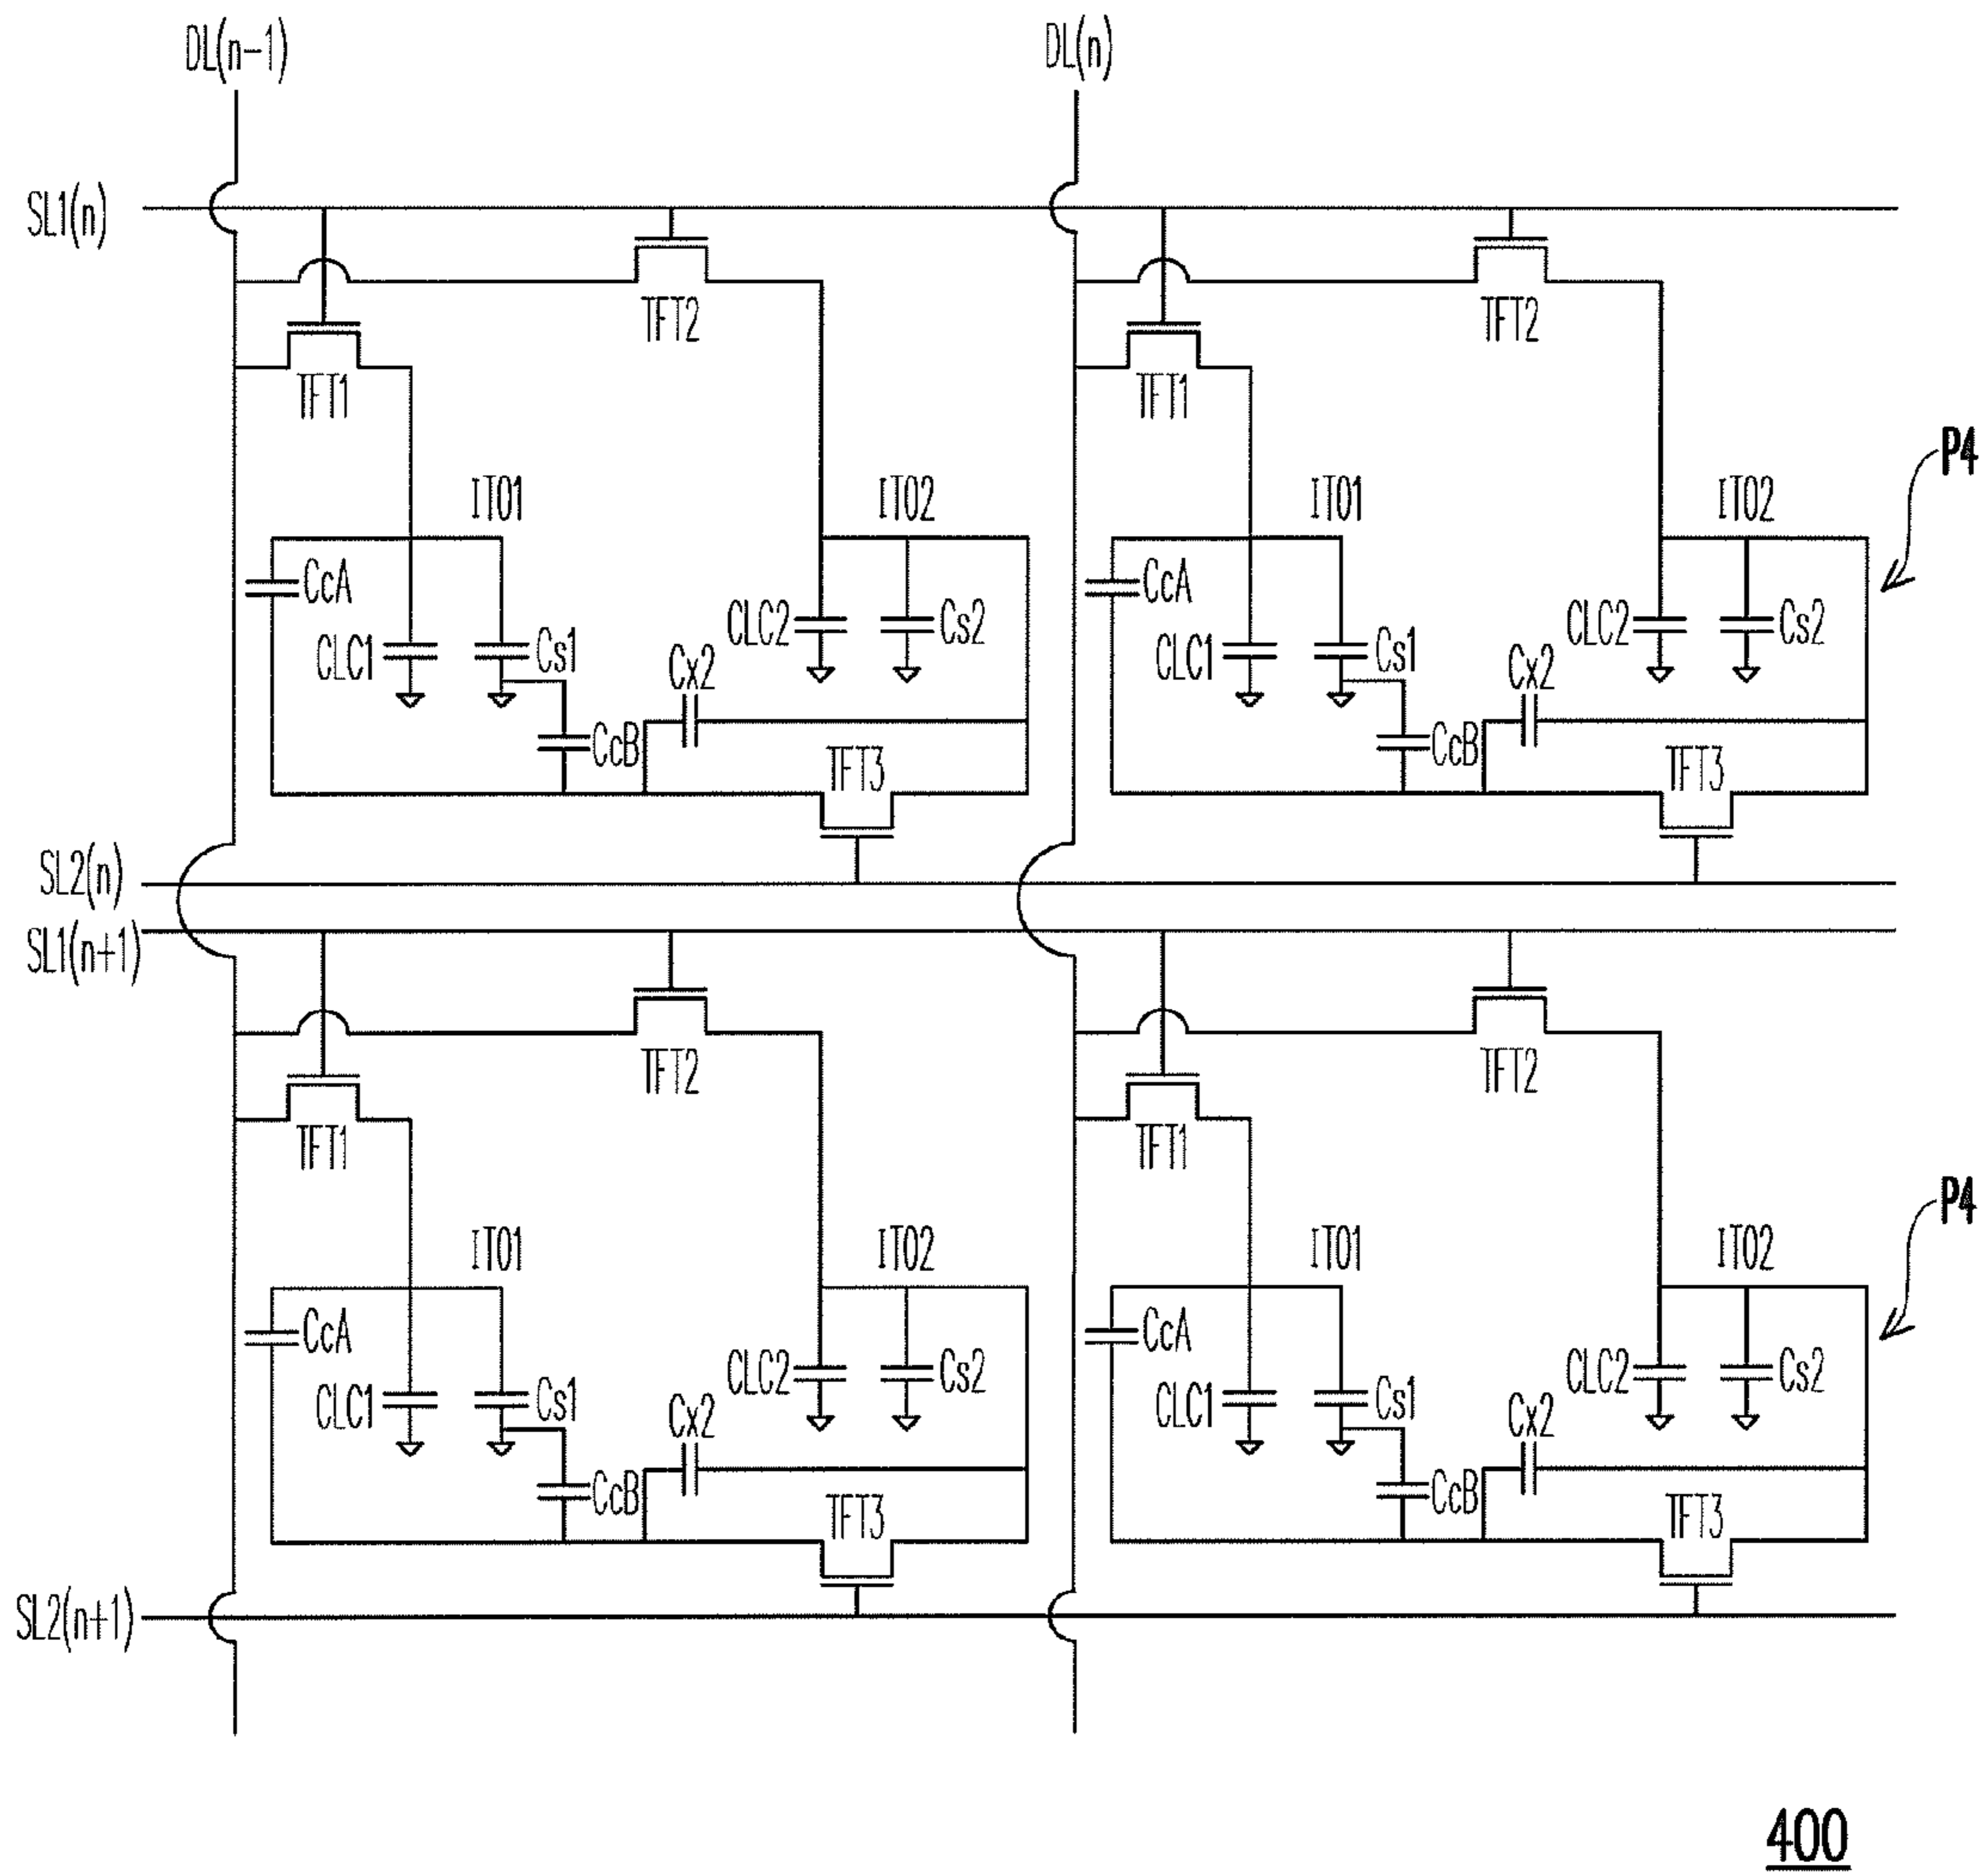 DL(n-1) DL(n)
SL1(n)
TFT2 TFT2
TFT1 TFT1
P4
ITO1 ITO2 ITO1 ITO2
CcA CcA
CLC2 Cs2 CLC2 Cs2
CLC1 Cs1 CLC1 Cs1
Cx2 Cx2
CcB CcB
TFT3 TFT3
SL2(n)
SL1(n+1)
TFT2 TFT2
TFT1 TFT1
P4
ITO1 ITO2 ITO1 ITO2
CcA CcA
CLC2 Cs2 CLC2 Cs2
CLC1 Cs1 CLC1 Cs1
Cx2 Cx2
CcB CcB
TFT3 TFT3
SL2(n+1)
400